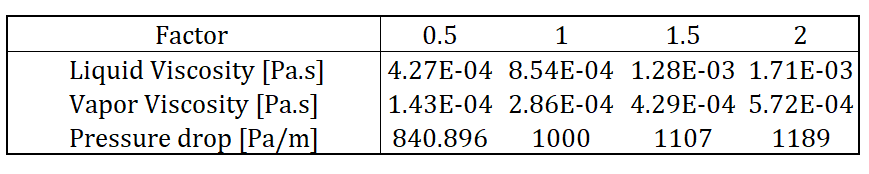 Factor 0.5 1 1.5 2
Liquid Viscosity [Pa.s] 4.27E-04 8.54E-04 1.28E-03 1.71E-03
Vapor Viscosity [Pa.s] 1.43E-04 2.86E-04 4.29E-04 5.72E-04
Pressure drop [Pa/m] 840.896 1000 1107 1189